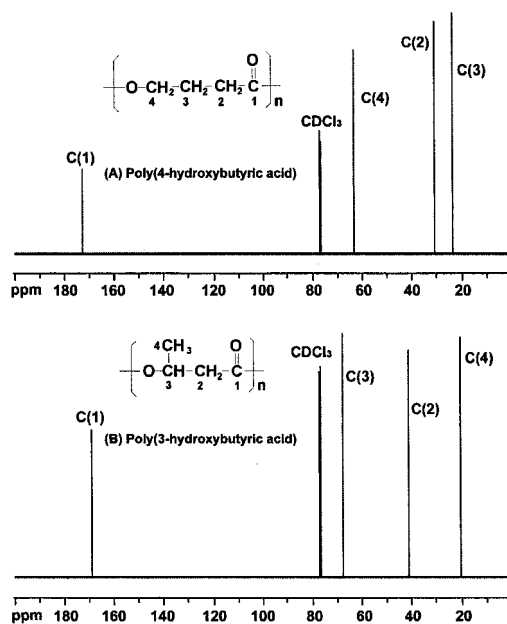 C(2)
C(3)
O
O–CH₂–CH₂–CH₂–C
4 3 2 1 n
C(4)
CDCl₃
C(1)
(A) Poly(4-hydroxybutyric acid)
ppm 180 160 140 120 100 80 60 40 20
4CH₃ O
O–CH–CH₂–C
3 2 1 n
CDCl₃
C(4)
C(3)
C(2)
C(1)
(B) Poly(3-hydroxybutyric acid)
ppm 180 160 140 120 100 80 60 40 20